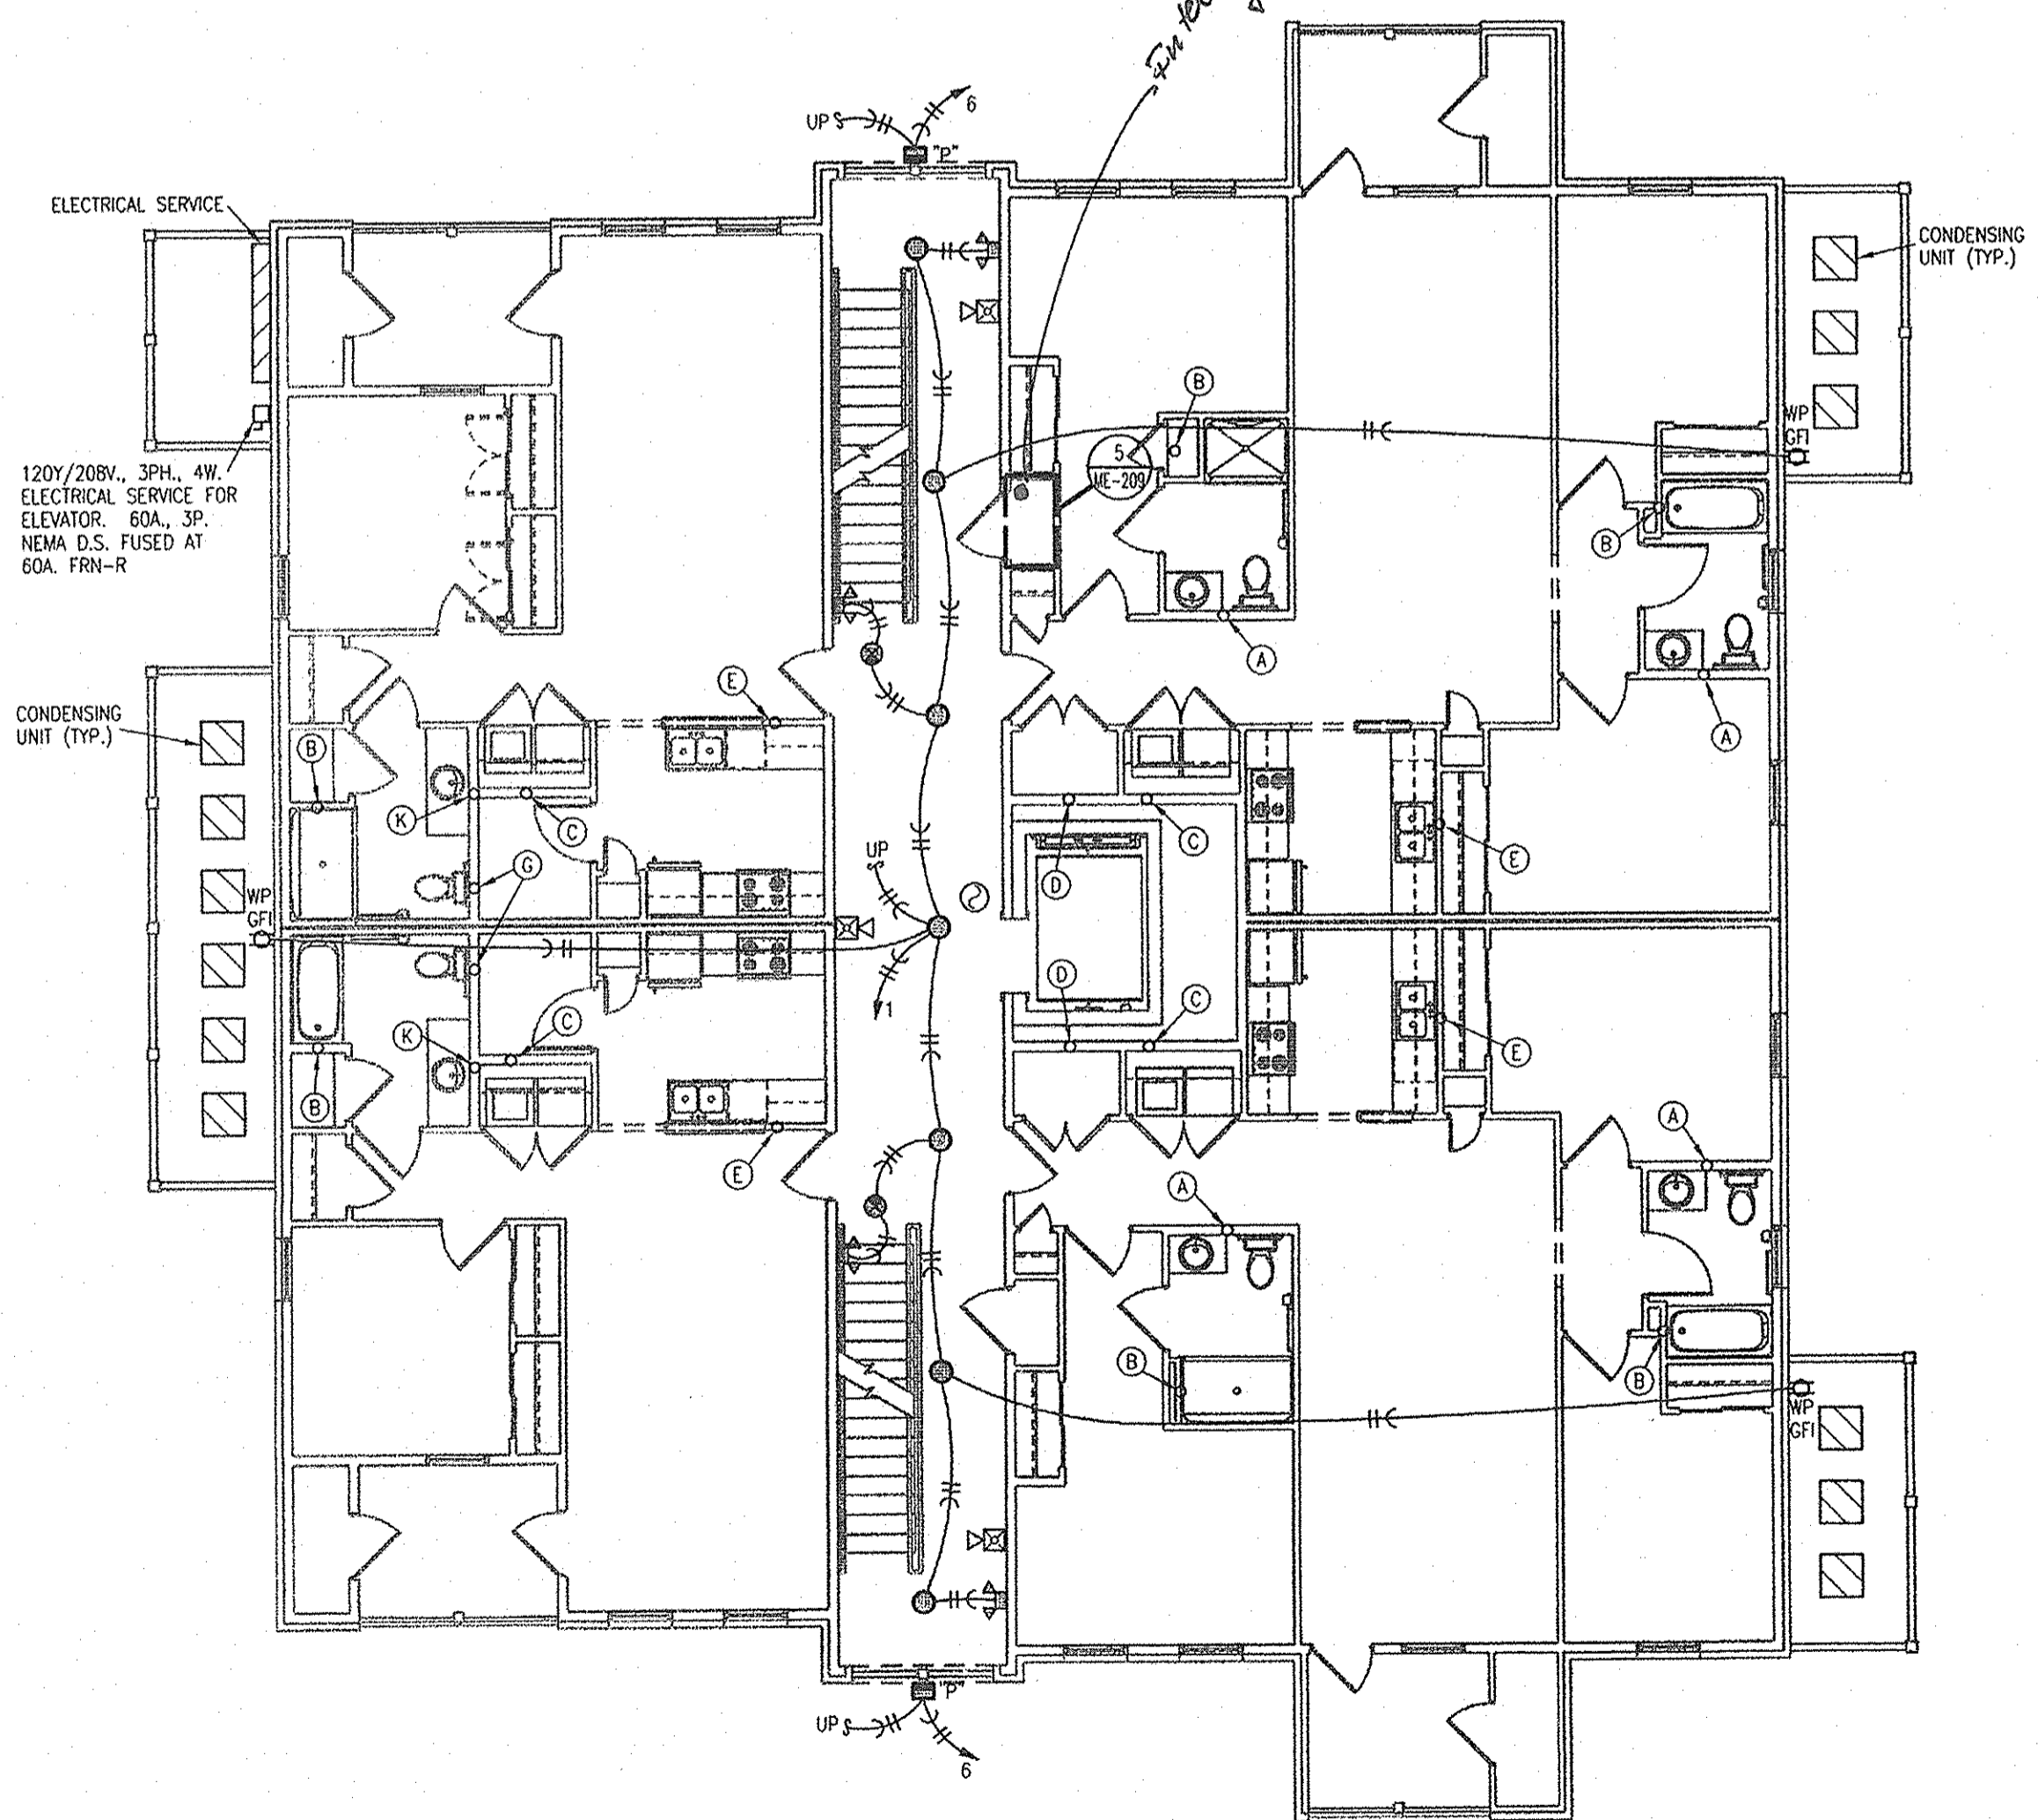 6
UP
"P"
ELECTRICAL SERVICE
CONDENSING
UNIT (TYP.)
120Y/208V., 3PH., 4W.
ELECTRICAL SERVICE FOR
ELEVATOR. 60A., 3P.
NEMA D.S. FUSED AT
60A. FRN-R
B
WP
GFI
5
ME-209
B
A
E
CONDENSING
UNIT (TYP.)
A
B
K
C
C
UP
E
G
D
WP
GFI
1
D
C
K
C
E
B
A
E
A
B
B
WP
GFI
"P"
UP
6